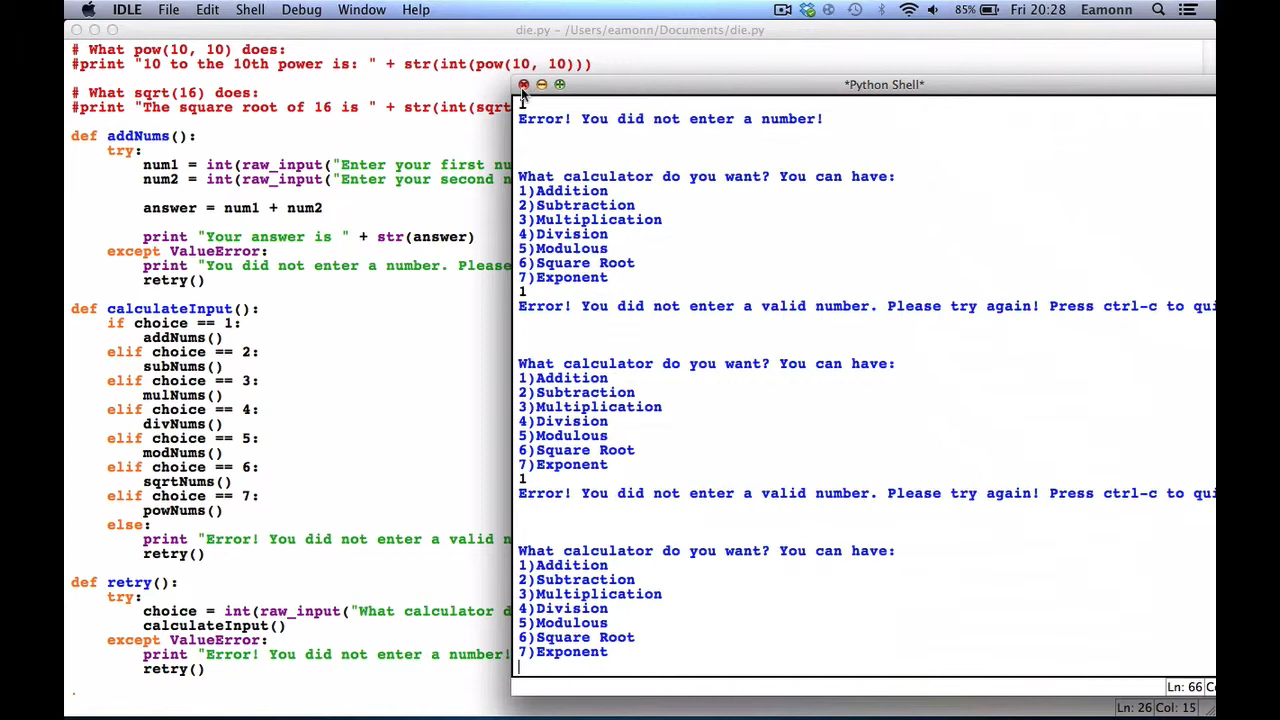 IDLE File Edit Shell Debug Window Help 85% Fri 20:28 Eamonn
die.py - /Users/eamonn/Documents/die.py
# What pow(10, 10) does:
#print "10 to the 10th power is: " + str(int(pow(10, 10)))
# What sqrt(16) does:
#print "The square root of 16 is " + str(int(sqrt
def addNums():
try:
num1 = int(raw_input("Enter your first nu
num2 = int(raw_input("Enter your second n
answer = num1 + num2
print "Your answer is " + str(answer)
except ValueError:
print "You did not enter a number. Please
retry()
def calculateInput():
if choice == 1:
addNums()
elif choice == 2:
subNums()
elif choice == 3:
mulNums()
elif choice == 4:
divNums()
elif choice == 5:
modNums()
elif choice == 6:
sqrtNums()
elif choice == 7:
powNums()
else:
print "Error! You did not enter a valid n
retry()
def retry():
try:
choice = int(raw_input("What calculator d
calculateInput()
except ValueError:
print "Error! You did not enter a number!
retry()
*Python Shell*
1
Error! You did not enter a number!
What calculator do you want? You can have:
1)Addition
2)Subtraction
3)Multiplication
4)Division
5)Modulous
6)Square Root
7)Exponent
1
Error! You did not enter a valid number. Please try again! Press ctrl-c to qui
What calculator do you want? You can have:
1)Addition
2)Subtraction
3)Multiplication
4)Division
5)Modulous
6)Square Root
7)Exponent
1
Error! You did not enter a valid number. Please try again! Press ctrl-c to qui
What calculator do you want? You can have:
1)Addition
2)Subtraction
3)Multiplication
4)Division
5)Modulous
6)Square Root
7)Exponent
Ln: 66 Co
Ln: 26 Col: 15